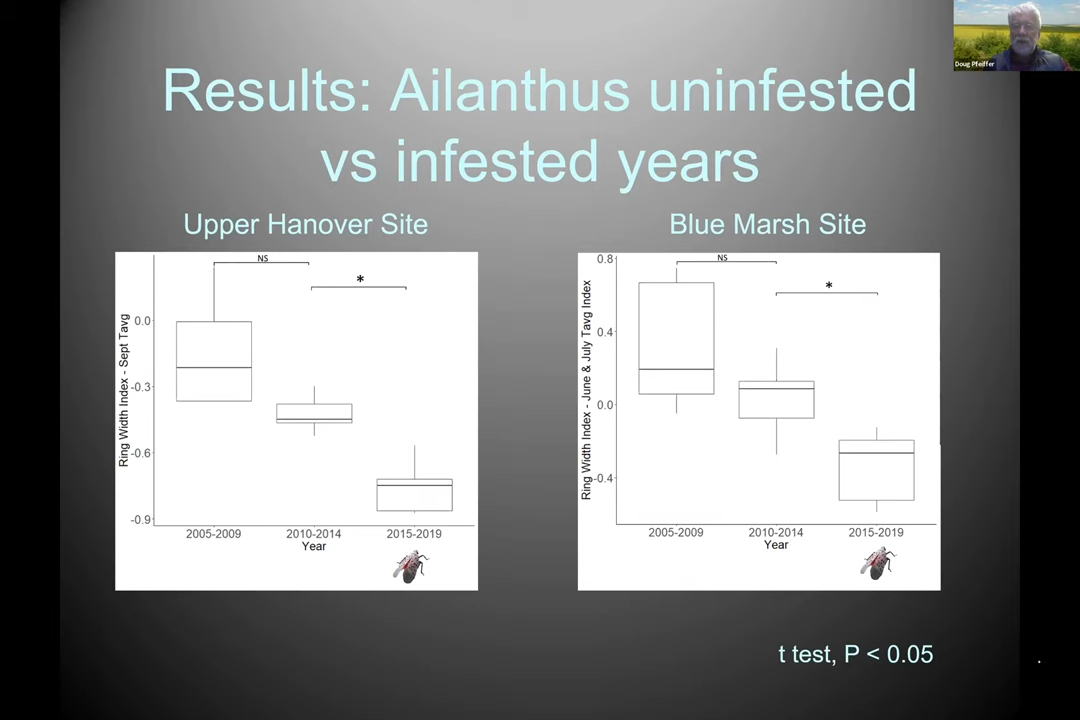 Doug Pfeiffer
Results: Ailanthus uninfested
vs infested years
Upper Hanover Site
NS
*
Ring Width Index - Sept Tavg
0.0
-0.3
-0.6
-0.9
2005-2009
2010-2014
2015-2019
Year
Blue Marsh Site
NS
*
Ring Width Index - June & July Tavg Index
0.8
0.4
0.0
-0.4
2005-2009
2010-2014
2015-2019
Year
t test, P < 0.05
.